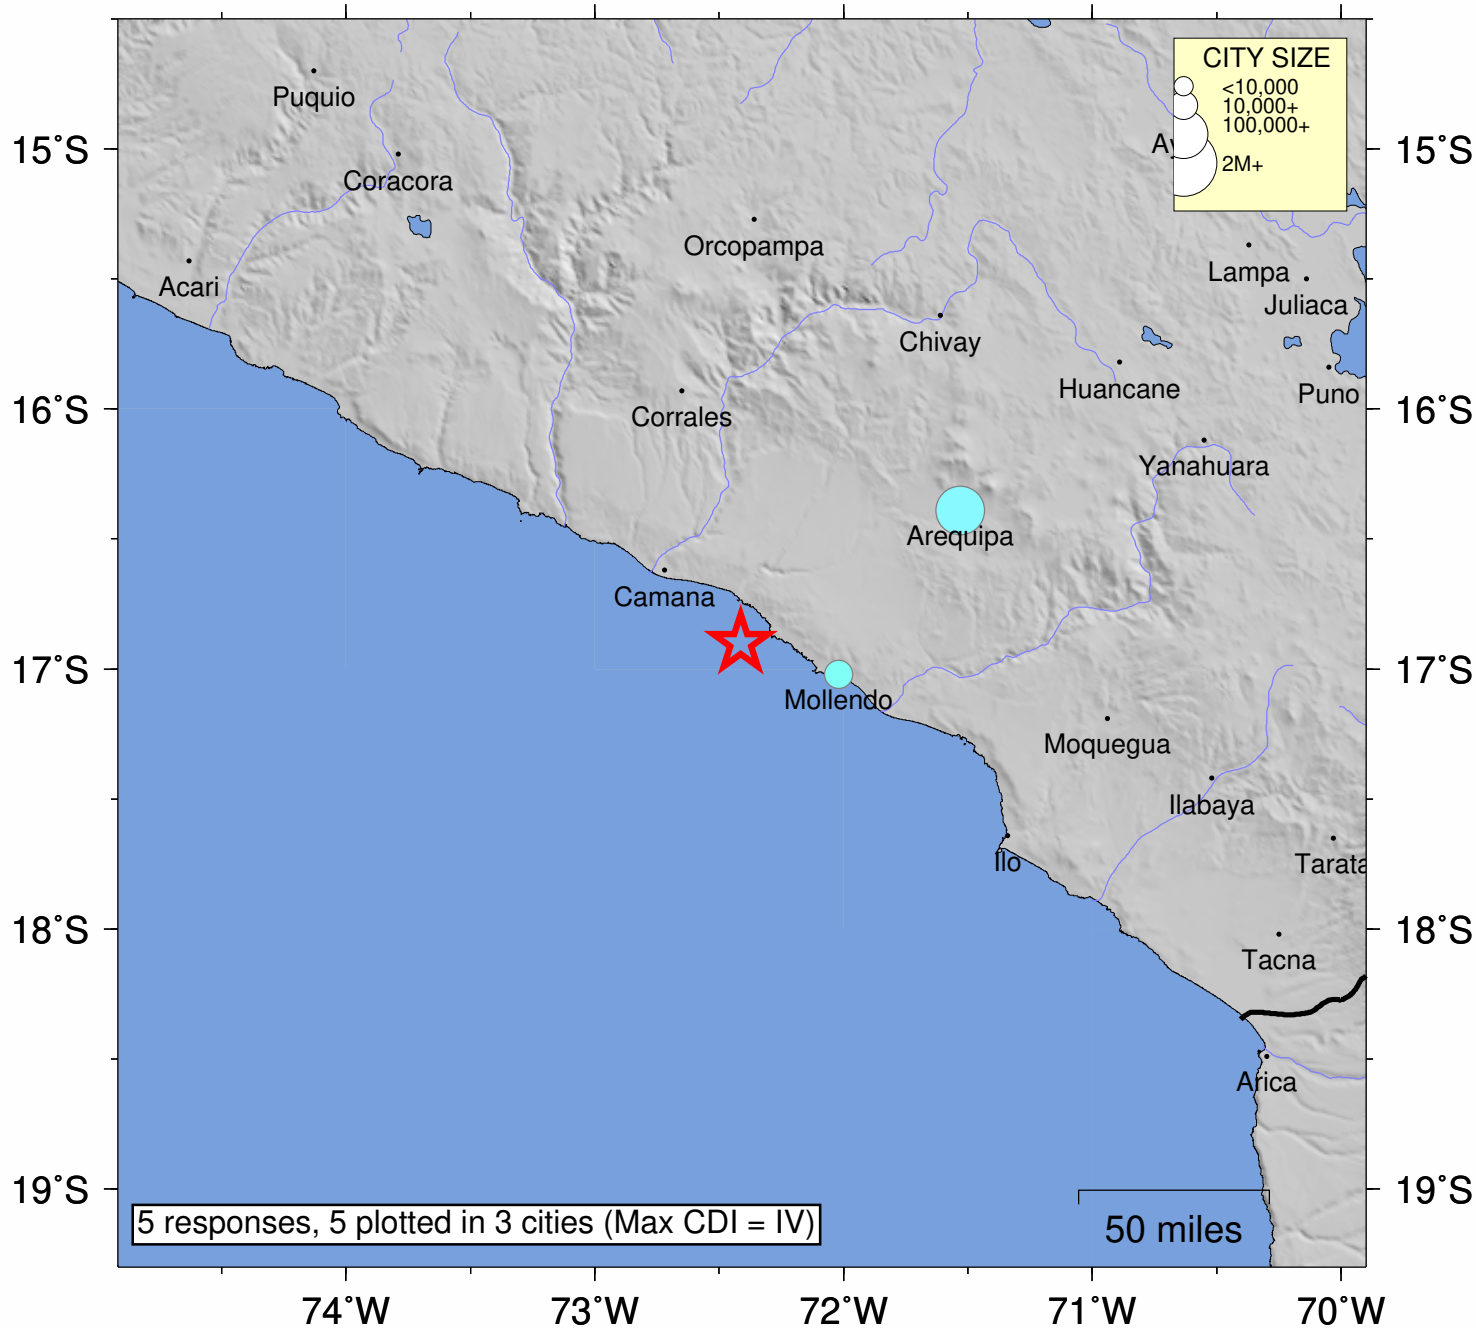 CITY SIZE
<10,000
10,000+
100,000+
2M+
Puquio
Ay
15°S
15°S
Coracora
Orcopampa
Lampa
Acari
Juliaca
Chivay
Huancane
Puno
16°S
Corrales
16°S
Yanahuara
Arequipa
Camana
17°S
17°S
Mollendo
Moquegua
Ilabaya
Ilo
Tarata
18°S
18°S
Tacna
Arica
19°S
19°S
5 responses, 5 plotted in 3 cities (Max CDI = IV)
50 miles
74°W
73°W
72°W
71°W
70°W